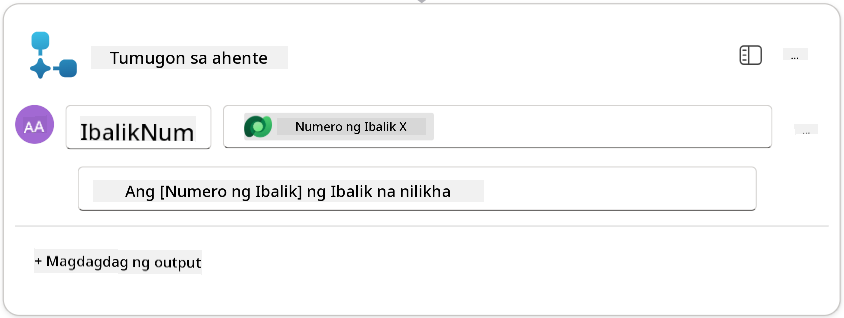 Tumugon sa ahente
...
AA
IbalikNum
Numero ng Ibalik X
...
Ang [Numero ng Ibalik] ng Ibalik na nilikha
+ Magdagdag ng output